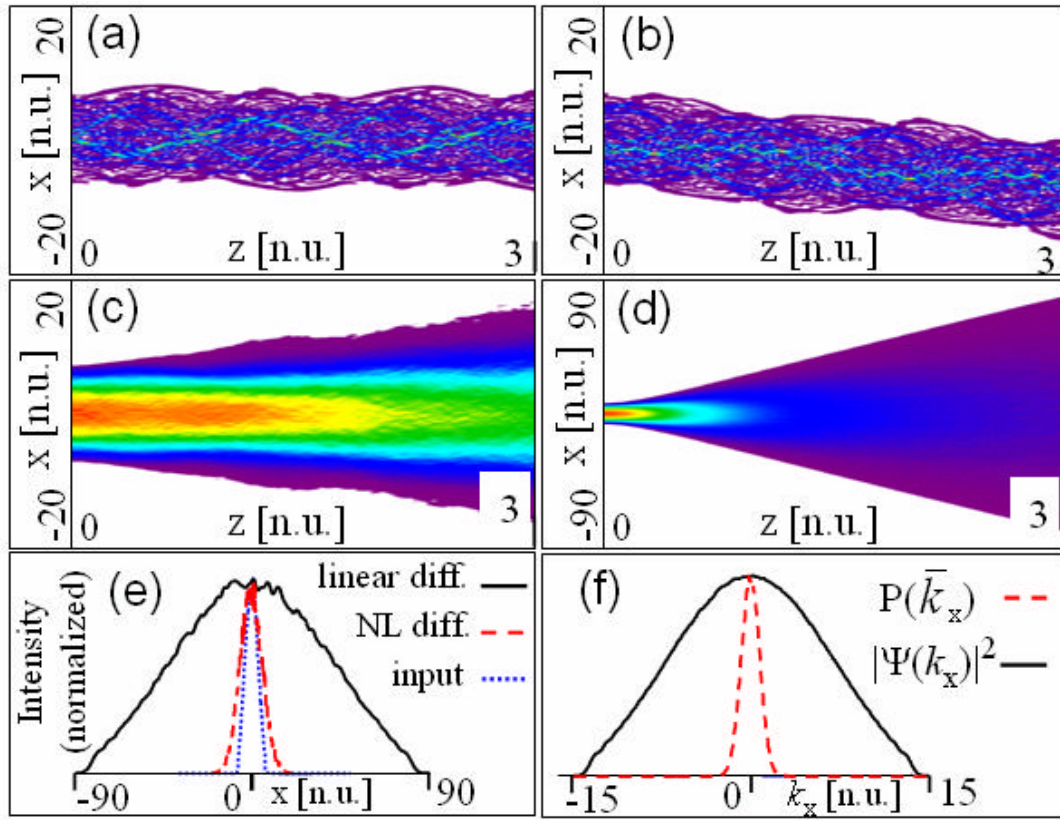 (a)
20
x [n.u.]
-20
0
z [n.u.]
3
(b)
20
x [n.u.]
-20
0
z [n.u.]
3
(c)
20
x [n.u.]
-20
0
z [n.u.]
3
(d)
90
x [n.u.]
-90
0
z [n.u.]
3
(e)
linear diff.
NL diff.
input
Intensity
(normalized)
-90
0
x [n.u.]
90
(f)
P(k̄ₓ)
|Ψ(kₓ)|²
-15
0
kₓ [n.u.]
15